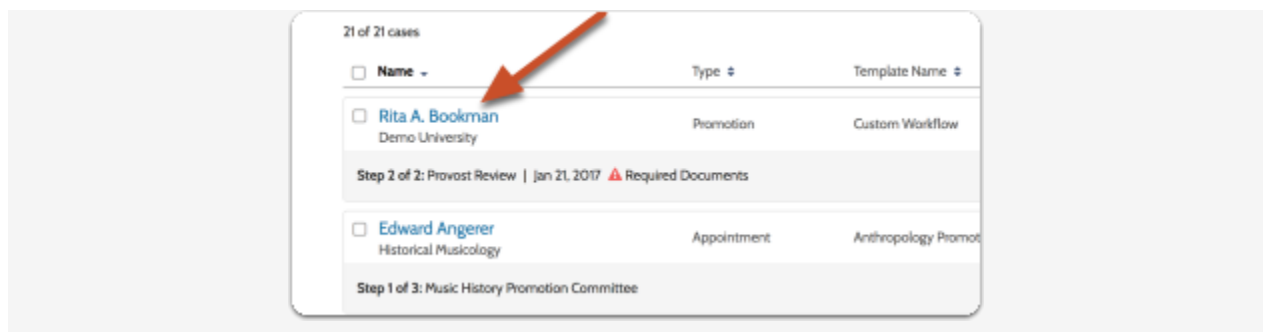 21 of 21 cases
Name Type Template Name
Rita A. Bookman Promotion Custom Workflow
Demo University
Step 2 of 2: Provost Review | Jan 21, 2017 Required Documents
Edward Angerer Appointment Anthropology Promot
Historical Musicology
Step 1 of 3: Music History Promotion Committee